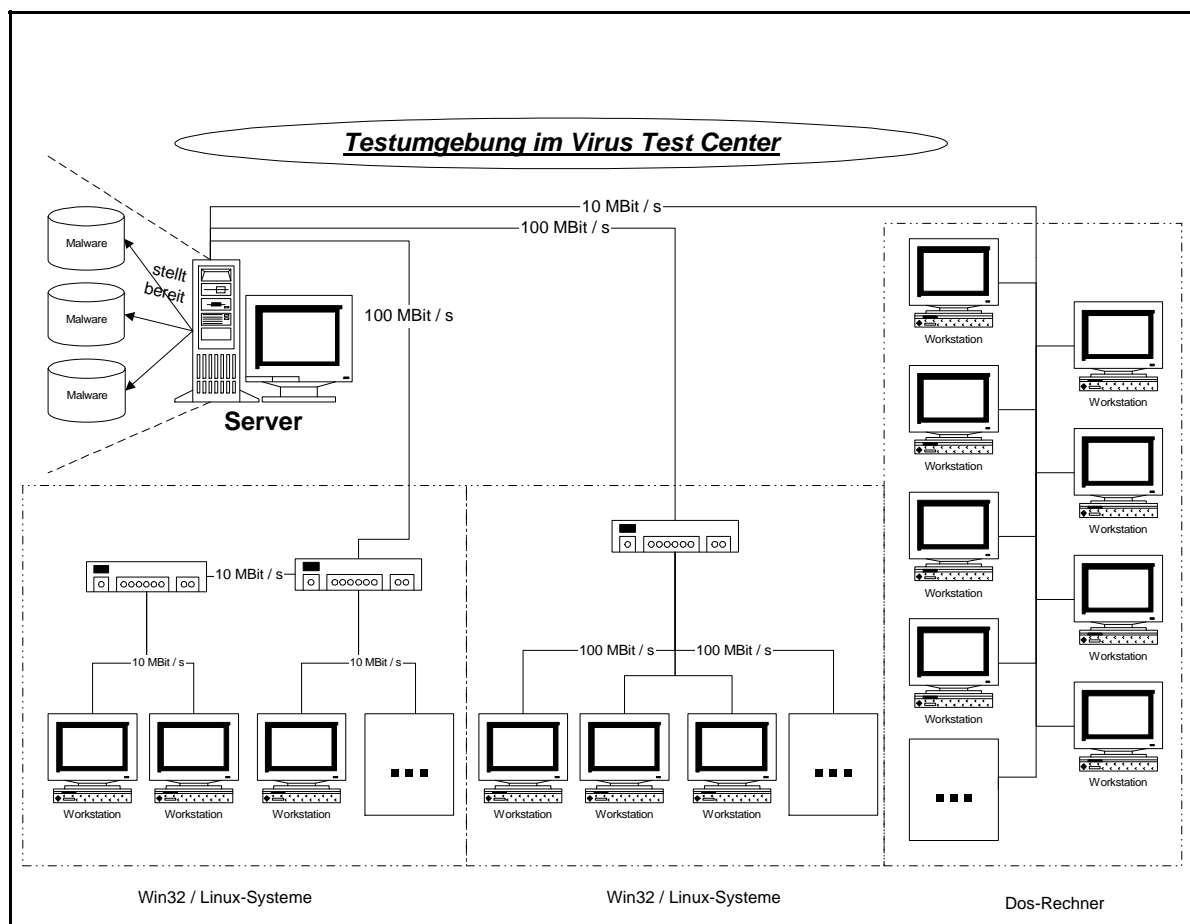 Testumgebung im Virus Test Center
10 MBit / s
100 MBit / s
100 MBit / s
Malware
Malware
Malware
stellt
bereit
Server
10 MBit / s
10 MBit / s
10 MBit / s
Workstation
Workstation
Workstation
...
100 MBit / s
100 MBit / s
Workstation
Workstation
Workstation
...
Workstation
Workstation
Workstation
Workstation
Workstation
Workstation
Workstation
Workstation
...
Win32 / Linux-Systeme
Win32 / Linux-Systeme
Dos-Rechner